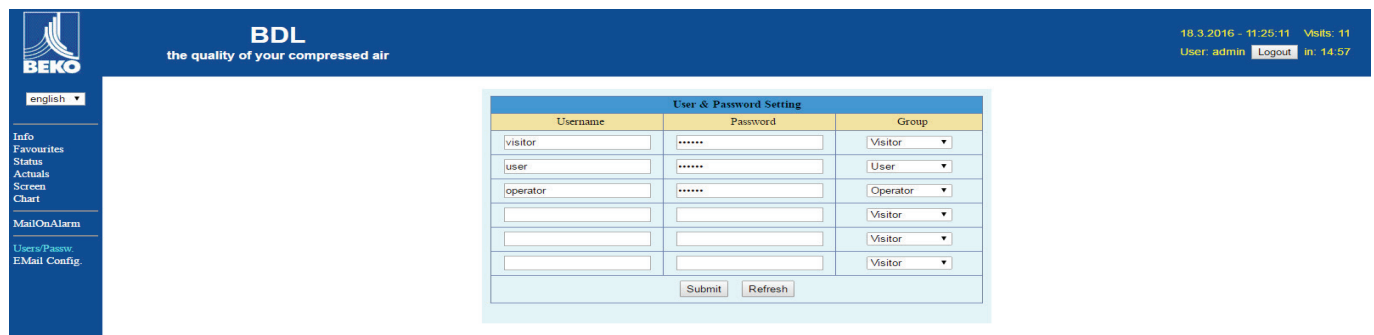 BEKO
BDL
the quality of your compressed air
18.3.2016 - 11:25:11 Visits: 11
User: admin Logout in: 14:57
english
Info
Favourites
Status
Actuals
Screen
Chart
MailOnAlarm
Users/Passw.
EMail Config.
User & Password Setting
Username Password Group
visitor •••••• Visitor
user •••••• User
operator •••••• Operator
Visitor
Visitor
Visitor
Submit Refresh